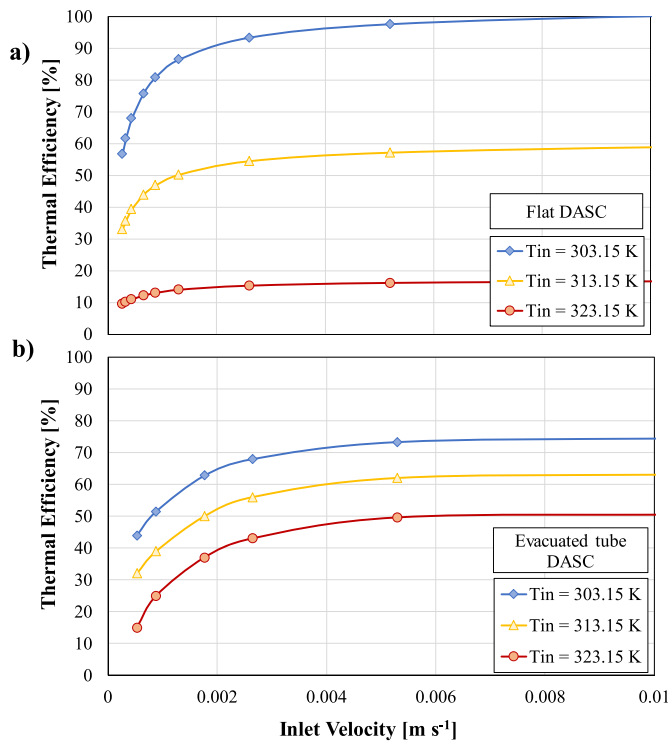 a)
Thermal Efficiency [%]
100
90
80
70
60
50
40
30
20
10
0
Flat DASC
Tin = 303.15 K
Tin = 313.15 K
Tin = 323.15 K
b)
Thermal Efficiency [%]
100
90
80
70
60
50
40
30
20
10
0
Evacuated tube
DASC
Tin = 303.15 K
Tin = 313.15 K
Tin = 323.15 K
0 0.002 0.004 0.006 0.008 0.01
Inlet Velocity [m s⁻¹]